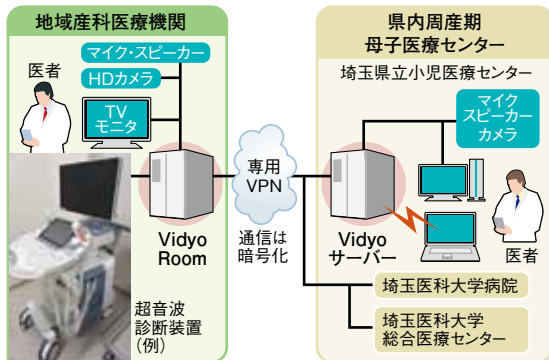 地域産科医療機関
マイク・スピーカー
HDカメラ
医者
TV
モニタ
Vidyo
Room
超音波
診断装置
(例)
専用
VPN
通信は
暗号化
県内周産期
母子医療センター
埼玉県立小児医療センター
マイク
スピーカー
カメラ
Vidyo
サーバー
医者
埼玉医科大学病院
埼玉医科大学
総合医療センター